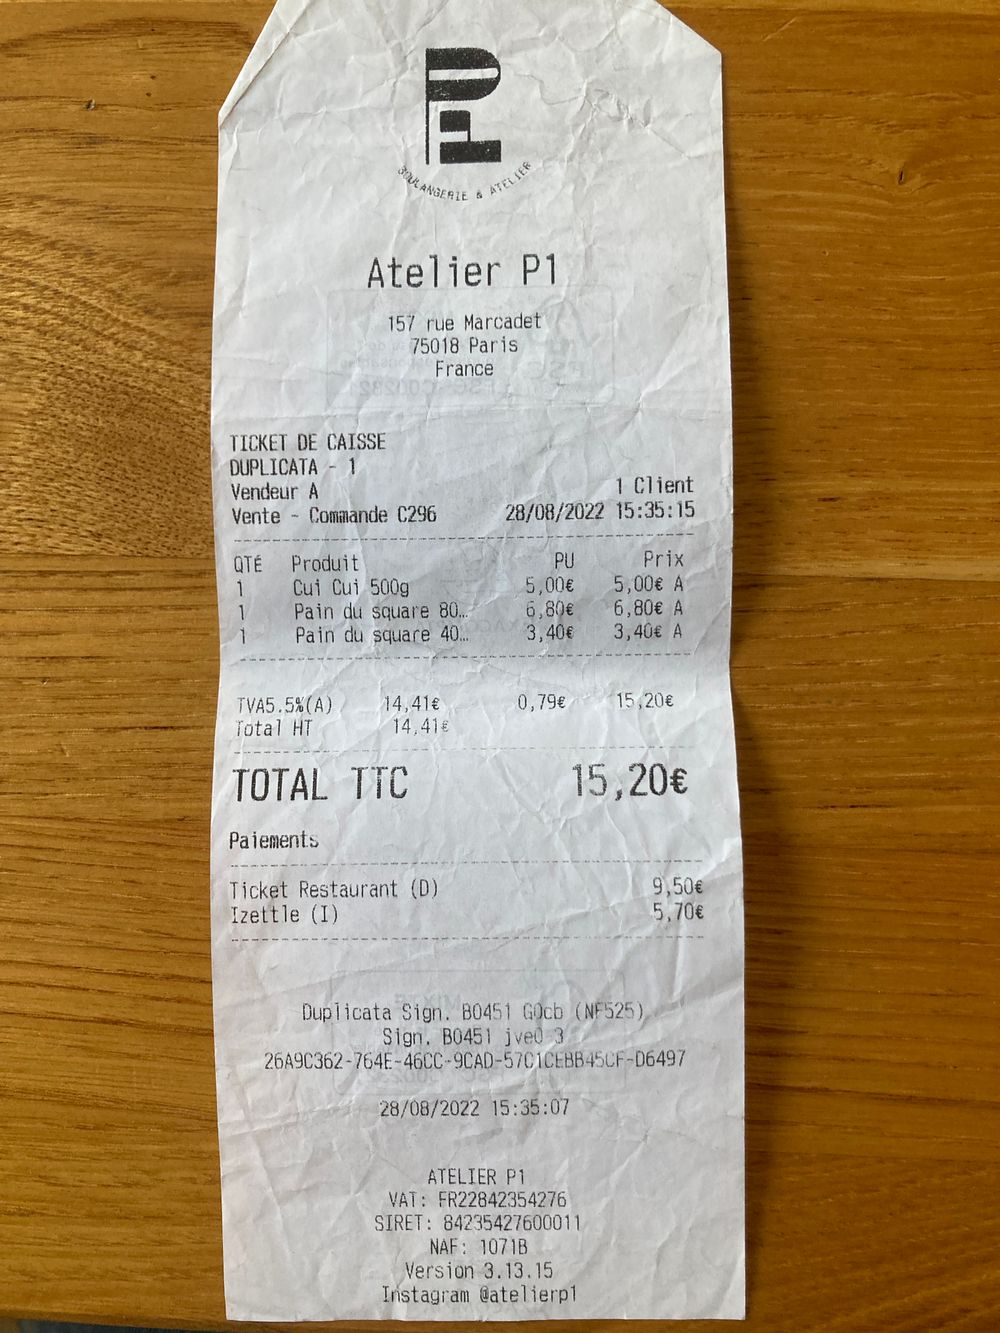 P1
BOULANGERIE & ATELIER
Atelier P1
157 rue Marcadet
75018 Paris
France
TICKET DE CAISSE
DUPLICATA - 1
Vendeur A 1 Client
Vente - Commande C296 28/08/2022 15:35:15
QTÉ Produit PU Prix
1 Cui Cui 500g 5,00€ 5,00€ A
1 Pain du square 80… 6,80€ 6,80€ A
1 Pain du square 40… 3,40€ 3,40€ A
TVA5.5%(A) 14,41€ 0,79€ 15,20€
Total HT 14,41€
TOTAL TTC 15,20€
Paiements
Ticket Restaurant (D) 9,50€
Izettle (I) 5,70€
Duplicata Sign. B0451 GOcb (NF525)
Sign. B0451 3
26A9C362-764E-46CC-9CAD-57C1CEBB45CF-D6497
28/08/2022 15:35:07
ATELIER P1
VAT: FR22842354276
SIRET: 84235427600011
NAF: 1071B
Version 3.13.15
Instagram @atelierp1